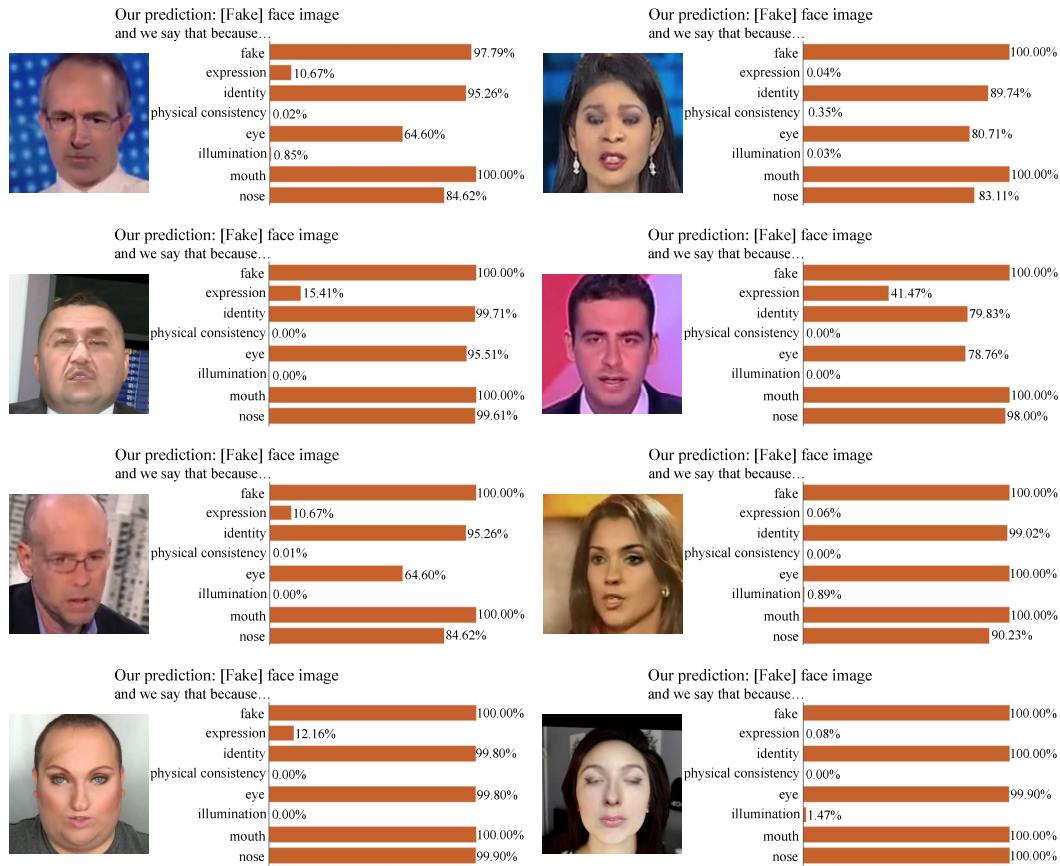 Our prediction: [Fake] face image
and we say that because…
fake 97.79%
expression 10.67%
identity 95.26%
physical consistency 0.02%
eye 64.60%
illumination 0.85%
mouth 100.00%
nose 84.62%
Our prediction: [Fake] face image
and we say that because…
fake 100.00%
expression 0.04%
identity 89.74%
physical consistency 0.35%
eye 80.71%
illumination 0.03%
mouth 100.00%
nose 83.11%
Our prediction: [Fake] face image
and we say that because…
fake 100.00%
expression 15.41%
identity 99.71%
physical consistency 0.00%
eye 95.51%
illumination 0.00%
mouth 100.00%
nose 99.61%
Our prediction: [Fake] face image
and we say that because…
fake 100.00%
expression 41.47%
identity 79.83%
physical consistency 0.00%
eye 78.76%
illumination 0.00%
mouth 100.00%
nose 98.00%
Our prediction: [Fake] face image
and we say that because…
fake 100.00%
expression 10.67%
identity 95.26%
physical consistency 0.01%
eye 64.60%
illumination 0.00%
mouth 100.00%
nose 84.62%
Our prediction: [Fake] face image
and we say that because…
fake 100.00%
expression 0.06%
identity 99.02%
physical consistency 0.00%
eye 100.00%
illumination 0.89%
mouth 100.00%
nose 90.23%
Our prediction: [Fake] face image
and we say that because…
fake 100.00%
expression 12.16%
identity 99.80%
physical consistency 0.00%
eye 99.80%
illumination 0.00%
mouth 100.00%
nose 99.90%
Our prediction: [Fake] face image
and we say that because…
fake 100.00%
expression 0.08%
identity 100.00%
physical consistency 0.00%
eye 99.90%
illumination 1.47%
mouth 100.00%
nose 100.00%